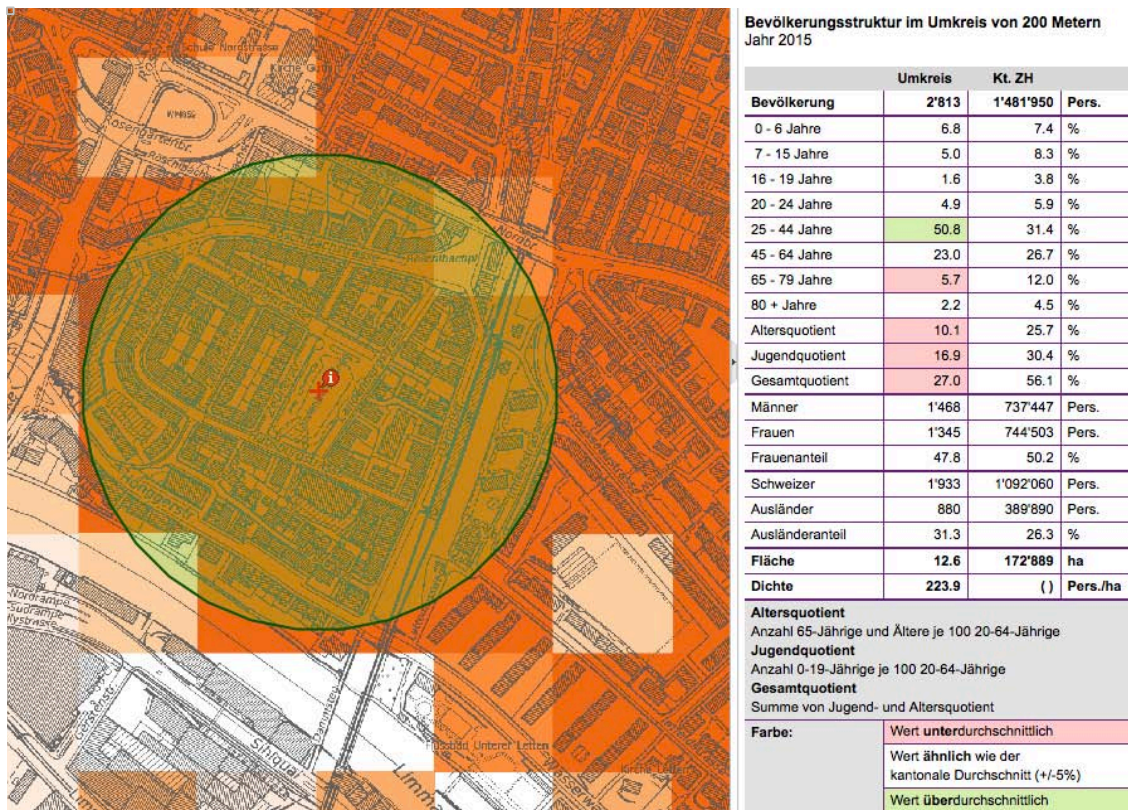 Schule Nordstrasse
Rosengartenbr.
Nordbr.
i
Nordrampe
Südrampe
Dammsteg
Sihlquai
Flussbad Unterer Letten
Kirche Letten
Wasserwer
Limm
Bevölkerungsstruktur im Umkreis von 200 Metern
Jahr 2015
Umkreis Kt. ZH
Bevölkerung 2'813 1'481'950 Pers.
0 - 6 Jahre 6.8 7.4 %
7 - 15 Jahre 5.0 8.3 %
16 - 19 Jahre 1.6 3.8 %
20 - 24 Jahre 4.9 5.9 %
25 - 44 Jahre 50.8 31.4 %
45 - 64 Jahre 23.0 26.7 %
65 - 79 Jahre 5.7 12.0 %
80 + Jahre 2.2 4.5 %
Altersquotient 10.1 25.7 %
Jugendquotient 16.9 30.4 %
Gesamtquotient 27.0 56.1 %
Männer 1'468 737'447 Pers.
Frauen 1'345 744'503 Pers.
Frauenanteil 47.8 50.2 %
Schweizer 1'933 1'092'060 Pers.
Ausländer 880 389'890 Pers.
Ausländeranteil 31.3 26.3 %
Fläche 12.6 172'889 ha
Dichte 223.9 ( ) Pers./ha
Altersquotient
Anzahl 65-Jährige und Ältere je 100 20-64-Jährige
Jugendquotient
Anzahl 0-19-Jährige je 100 20-64-Jährige
Gesamtquotient
Summe von Jugend- und Altersquotient
Farbe: Wert unterdurchschnittlich
Wert ähnlich wie der
kantonale Durchschnitt (+/-5%)
Wert überdurchschnittlich